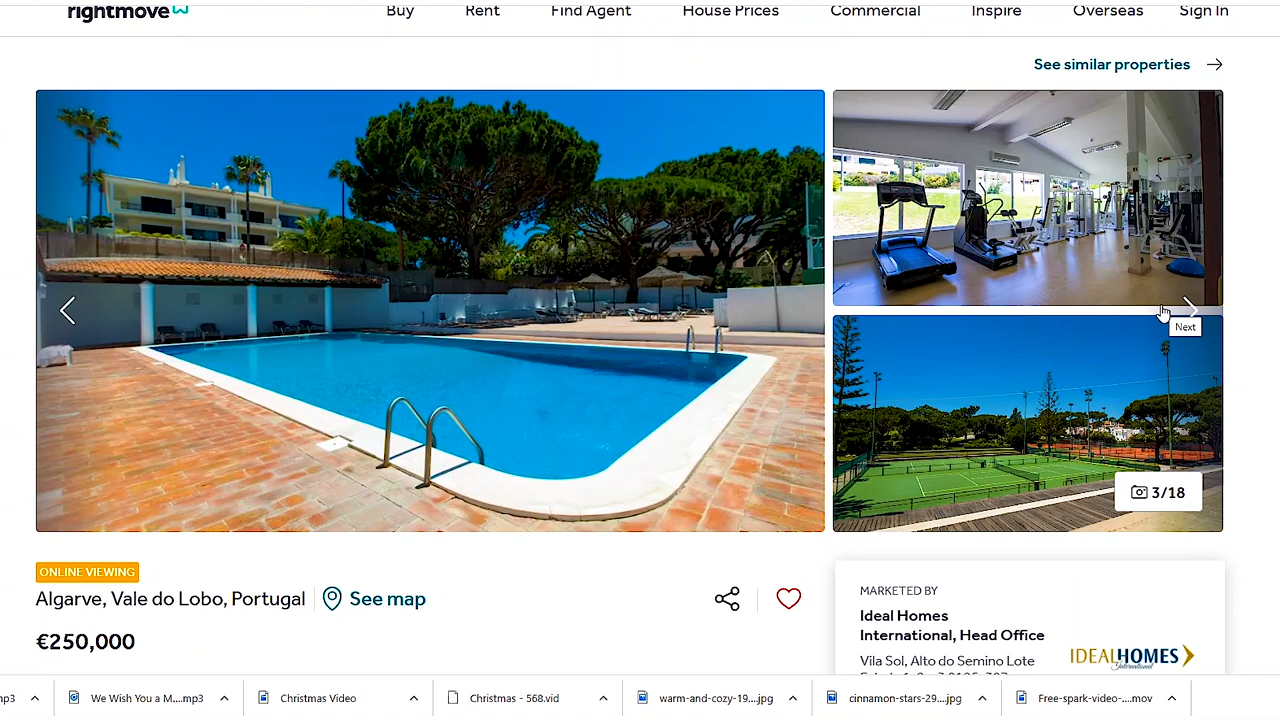 rightmove
Buy Rent Find Agent House Prices Commercial Inspire Overseas Sign In
See similar properties
Next
3/18
ONLINE VIEWING
Algarve, Vale do Lobo, Portugal See map
€250,000
MARKETED BY
Ideal Homes
International, Head Office
Vila Sol, Alto do Semino Lote
IDEALHOMES
International
mp3 We Wish You a M....mp3 Christmas Video Christmas - 568.vid warm-and-cozy-19....jpg cinnamon-stars-29....jpg Free-spark-video-....mov